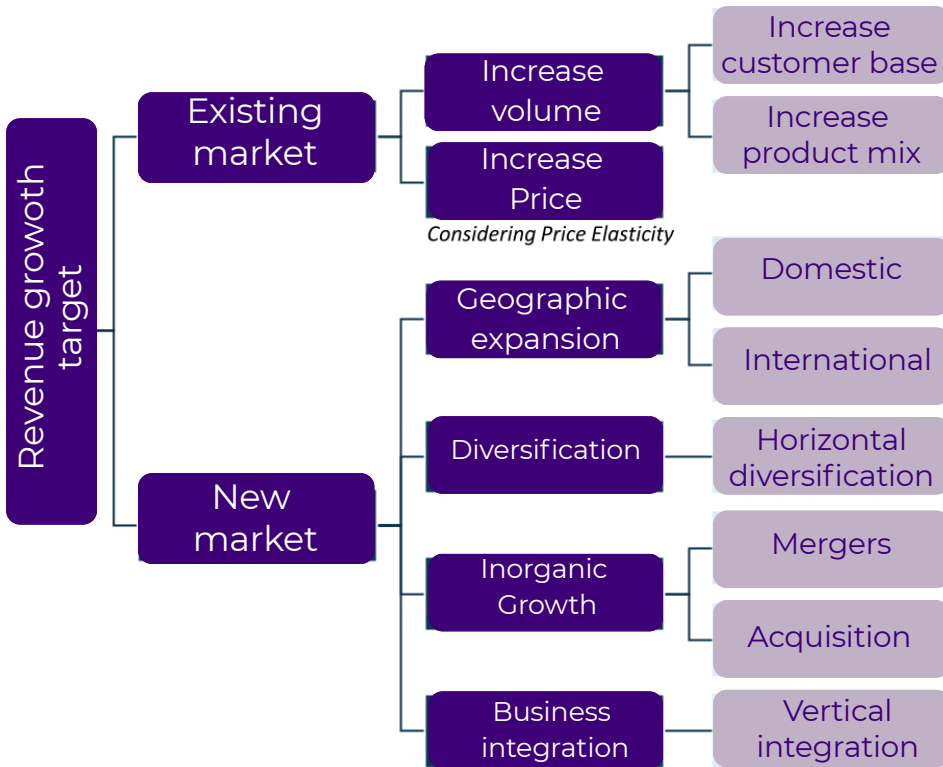 Revenue growoth
target
Existing
market
Increase
volume
Increase
customer base
Increase
product mix
Increase
Price
Considering Price Elasticity
New
market
Geographic
expansion
Domestic
International
Diversification
Horizontal
diversification
Inorganic
Growth
Mergers
Acquisition
Business
integration
Vertical
integration